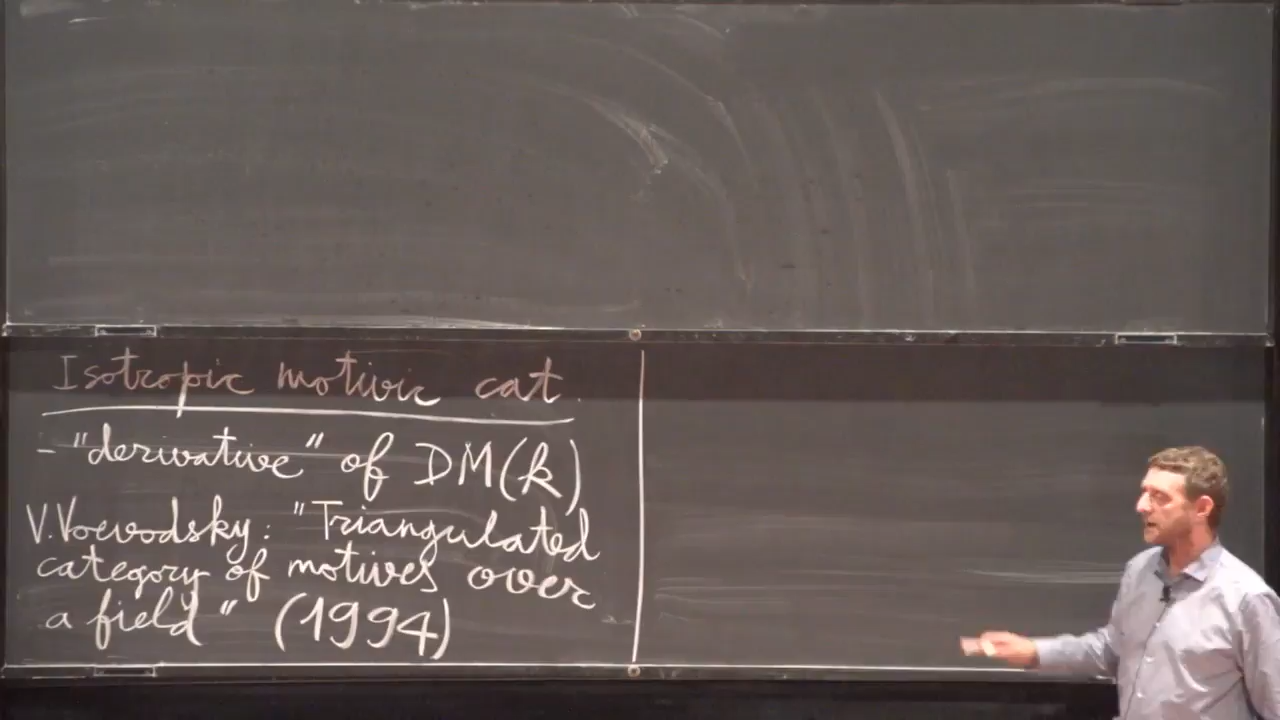 Isotropic motivic cat.
- "derivative" of DM(k)
V. Voevodsky: "Triangulated
category of motives over
a field" (1994)